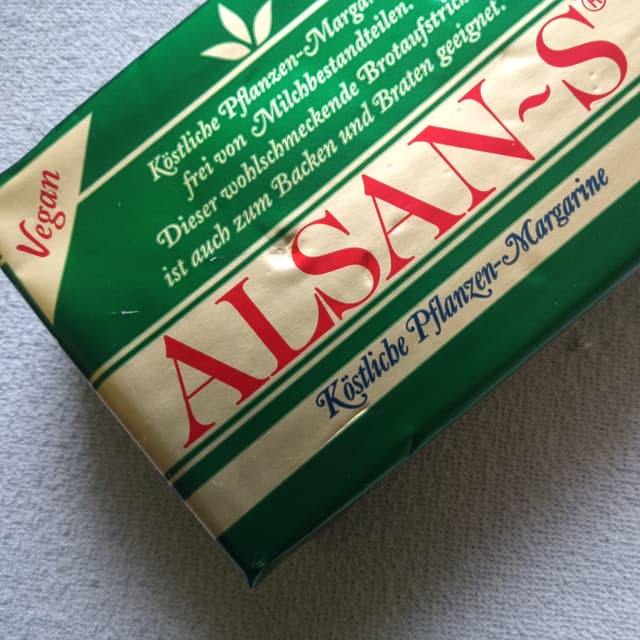 Vegan
Köstliche Pflanzen-Margar
frei von Milchbestandteilen.
Dieser wohlschmeckende Brotaufstrich
ist auch zum Backen und Braten geeignet.
ALSAN~S®
Köstliche Pflanzen-Margarine